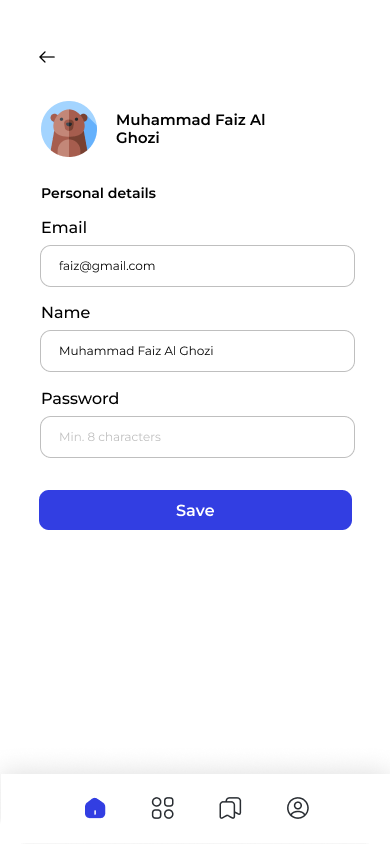 Muhammad Faiz Al
Ghozi
Personal details
Email
faiz@gmail.com
Name
Muhammad Faiz Al Ghozi
Password
Min. 8 characters
Save